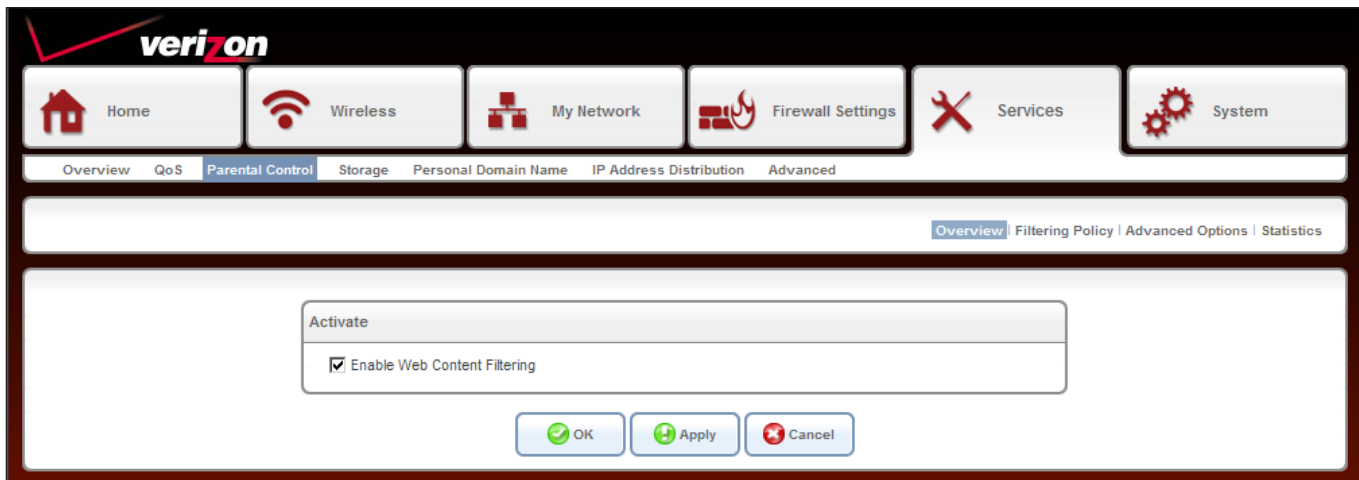 verizon
Home Wireless My Network Firewall Settings Services System
Overview QoS Parental Control Storage Personal Domain Name IP Address Distribution Advanced
Overview | Filtering Policy | Advanced Options | Statistics
Activate
Enable Web Content Filtering
OK Apply Cancel